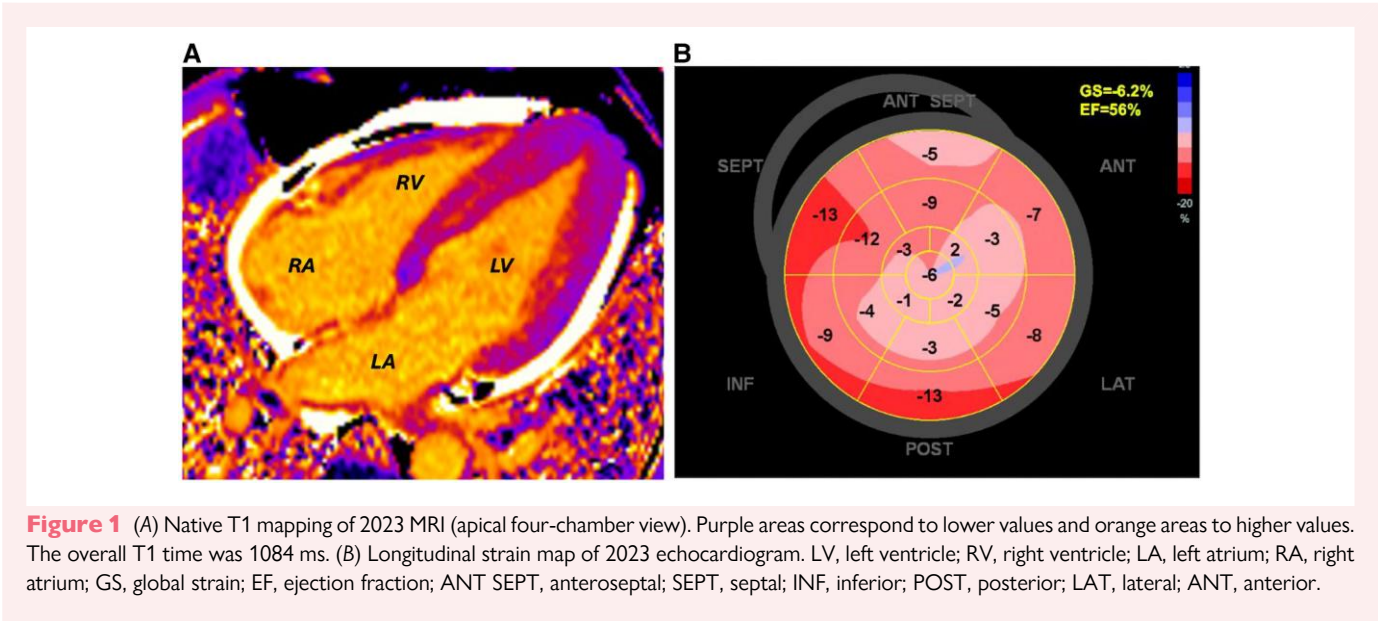 A
B
RV
RA
LV
LA
GS=-6.2%
EF=56%
ANT SEPT
SEPT
ANT
-20
%
-5
-9
-13
-12
-7
-3
-3
2
-6
-1
-2
-4
-5
-9
-3
-8
-13
INF
LAT
POST
Figure 1 (A) Native T1 mapping of 2023 MRI (apical four-chamber view). Purple areas correspond to lower values and orange areas to higher values.
The overall T1 time was 1084 ms. (B) Longitudinal strain map of 2023 echocardiogram. LV, left ventricle; RV, right ventricle; LA, left atrium; RA, right
atrium; GS, global strain; EF, ejection fraction; ANT SEPT, anteroseptal; SEPT, septal; INF, inferior; POST, posterior; LAT, lateral; ANT, anterior.